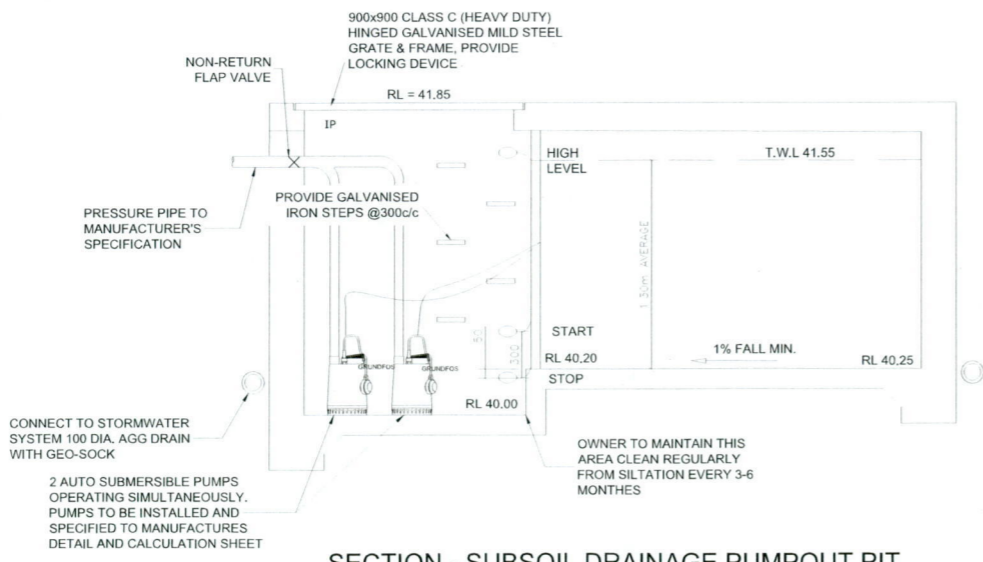 900x900 CLASS C (HEAVY DUTY)
HINGED GALVANISED MILD STEEL
GRATE & FRAME, PROVIDE
LOCKING DEVICE
NON-RETURN
FLAP VALVE
RL = 41.85
IP
HIGH
LEVEL
T.W.L 41.55
PROVIDE GALVANISED
IRON STEPS @300c/c
PRESSURE PIPE TO
MANUFACTURER'S
SPECIFICATION
1.30m AVERAGE
START
50
300
RL 40,20
1% FALL MIN.
RL 40,25
STOP
GRUNDFOS
GRUNDFOS
RL 40.00
CONNECT TO STORMWATER
SYSTEM 100 DIA. AGG DRAIN
WITH GEO-SOCK
OWNER TO MAINTAIN THIS
AREA CLEAN REGULARLY
FROM SILTATION EVERY 3-6
MONTHES
2 AUTO SUBMERSIBLE PUMPS
OPERATING SIMULTANEOUSLY.
PUMPS TO BE INSTALLED AND
SPECIFIED TO MANUFACTURES
DETAIL AND CALCULATION SHEET
SECTION - SUBSOIL DRAINAGE PUMPOUT PIT